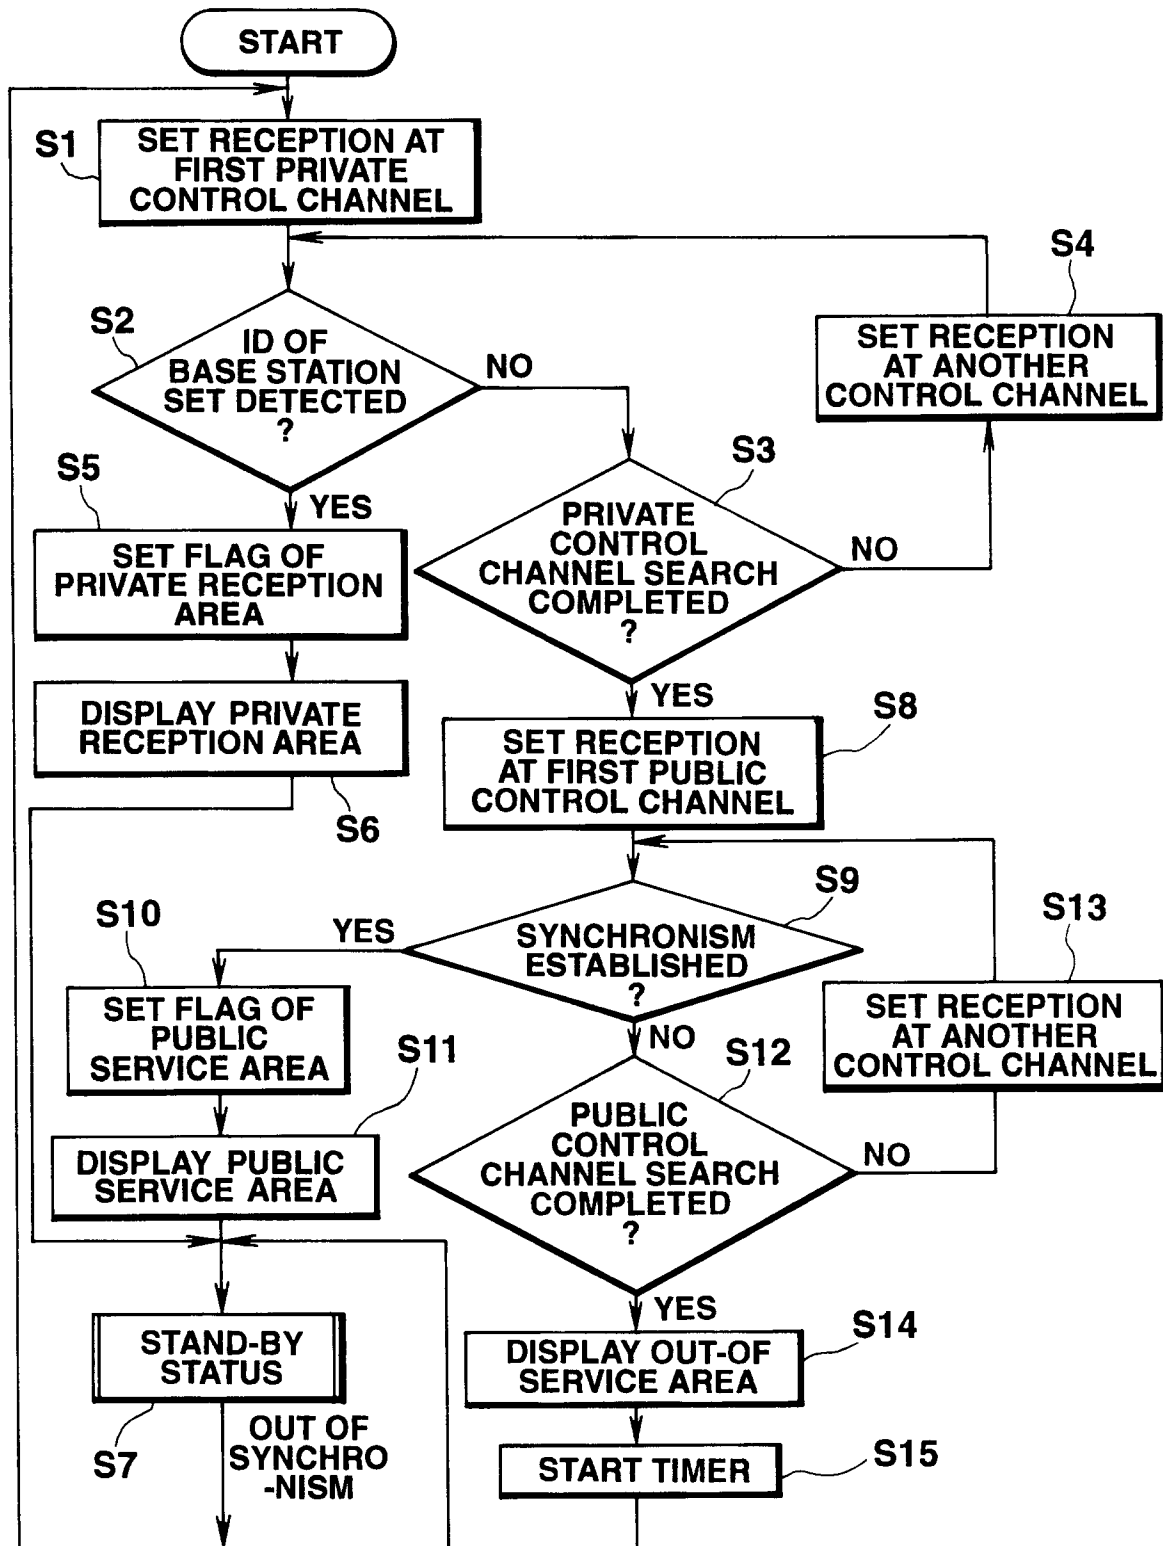 START
S1
SET RECEPTION AT
FIRST PRIVATE
CONTROL CHANNEL
S4
S2
ID OF
BASE STATION
SET DETECTED
?
NO
SET RECEPTION
AT ANOTHER
CONTROL CHANNEL
S3
S5
YES
PRIVATE
CONTROL
CHANNEL SEARCH
COMPLETED
?
NO
SET FLAG OF
PRIVATE RECEPTION
AREA
YES
DISPLAY PRIVATE
RECEPTION AREA
S6
S8
SET RECEPTION
AT FIRST PUBLIC
CONTROL CHANNEL
S9
S10
YES
SYNCHRONISM
ESTABLISHED
?
S13
SET FLAG OF
PUBLIC
SERVICE AREA
NO
SET RECEPTION
AT ANOTHER
CONTROL CHANNEL
S11
S12
DISPLAY PUBLIC
SERVICE AREA
PUBLIC
CONTROL
CHANNEL SEARCH
COMPLETED
?
NO
YES
STAND-BY
STATUS
S7
S14
DISPLAY OUT-OF
SERVICE AREA
OUT OF
SYNCHRO
-NISM
START TIMER
S15